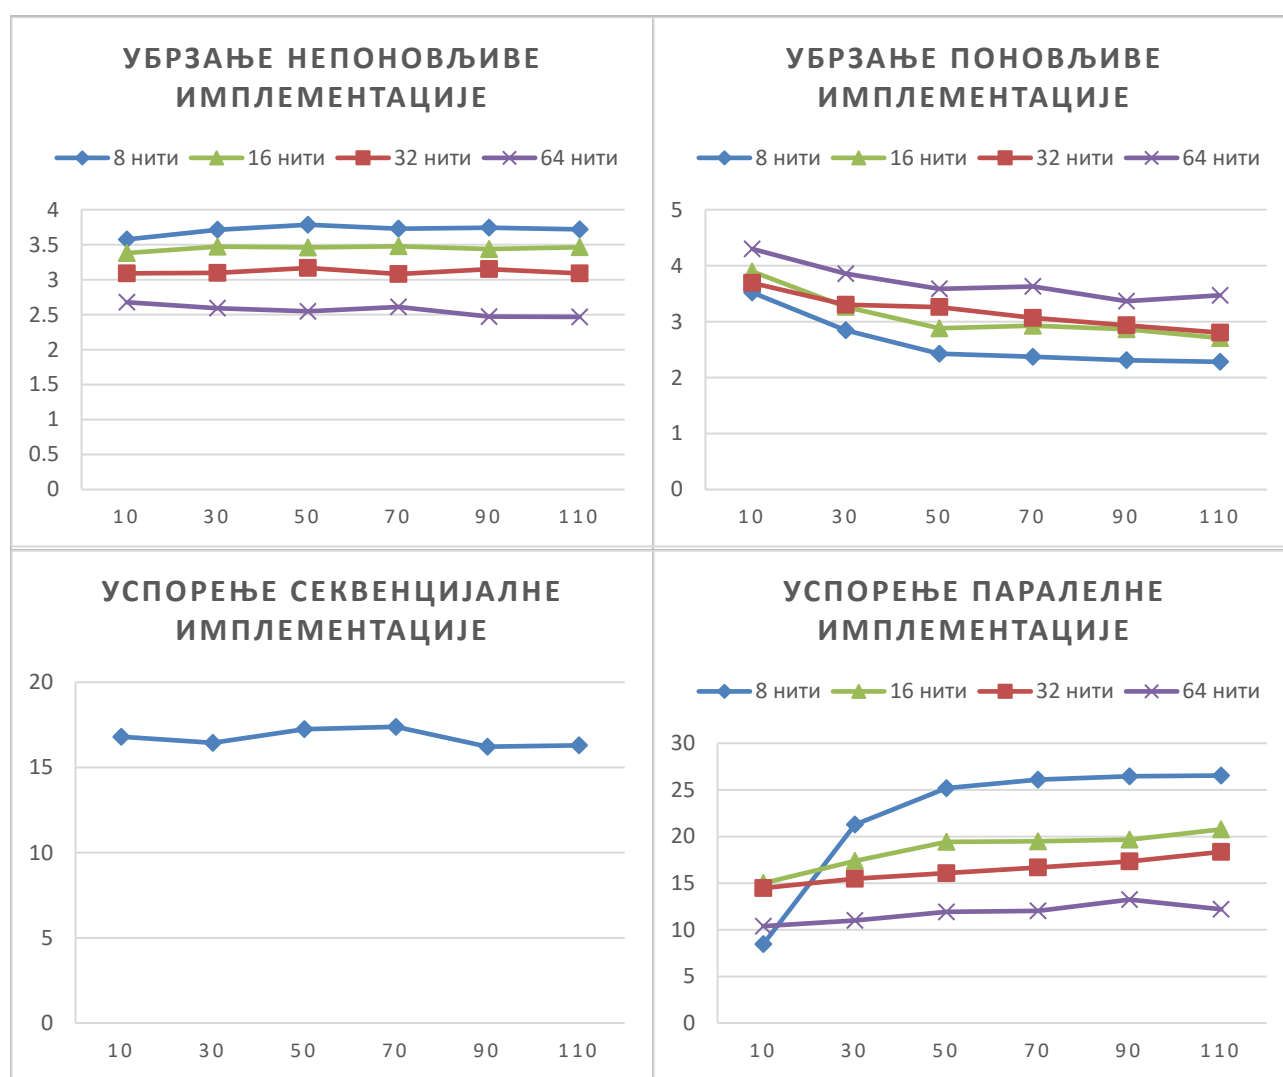 УБРЗАЊЕ НЕПОНОВЉИВЕ
ИМПЛЕМЕНТАЦИЈЕ
8 нити 16 нити 32 нити 64 нити
4
3.5
3
2.5
2
1.5
1
0.5
0
10 30 50 70 90 110
УБРЗАЊЕ ПОНОВЉИВЕ
ИМПЛЕМЕНТАЦИЈЕ
8 нити 16 нити 32 нити 64 нити
5
4
3
2
1
0
10 30 50 70 90 110
УСПОРЕЊЕ СЕКВЕНЦИЈАЛНЕ
ИМПЛЕМЕНТАЦИЈЕ
20
15
10
5
0
10 30 50 70 90 110
УСПОРЕЊЕ ПАРАЛЕЛНЕ
ИМПЛЕМЕНТАЦИЈЕ
8 нити 16 нити 32 нити 64 нити
30
25
20
15
10
5
0
10 30 50 70 90 110